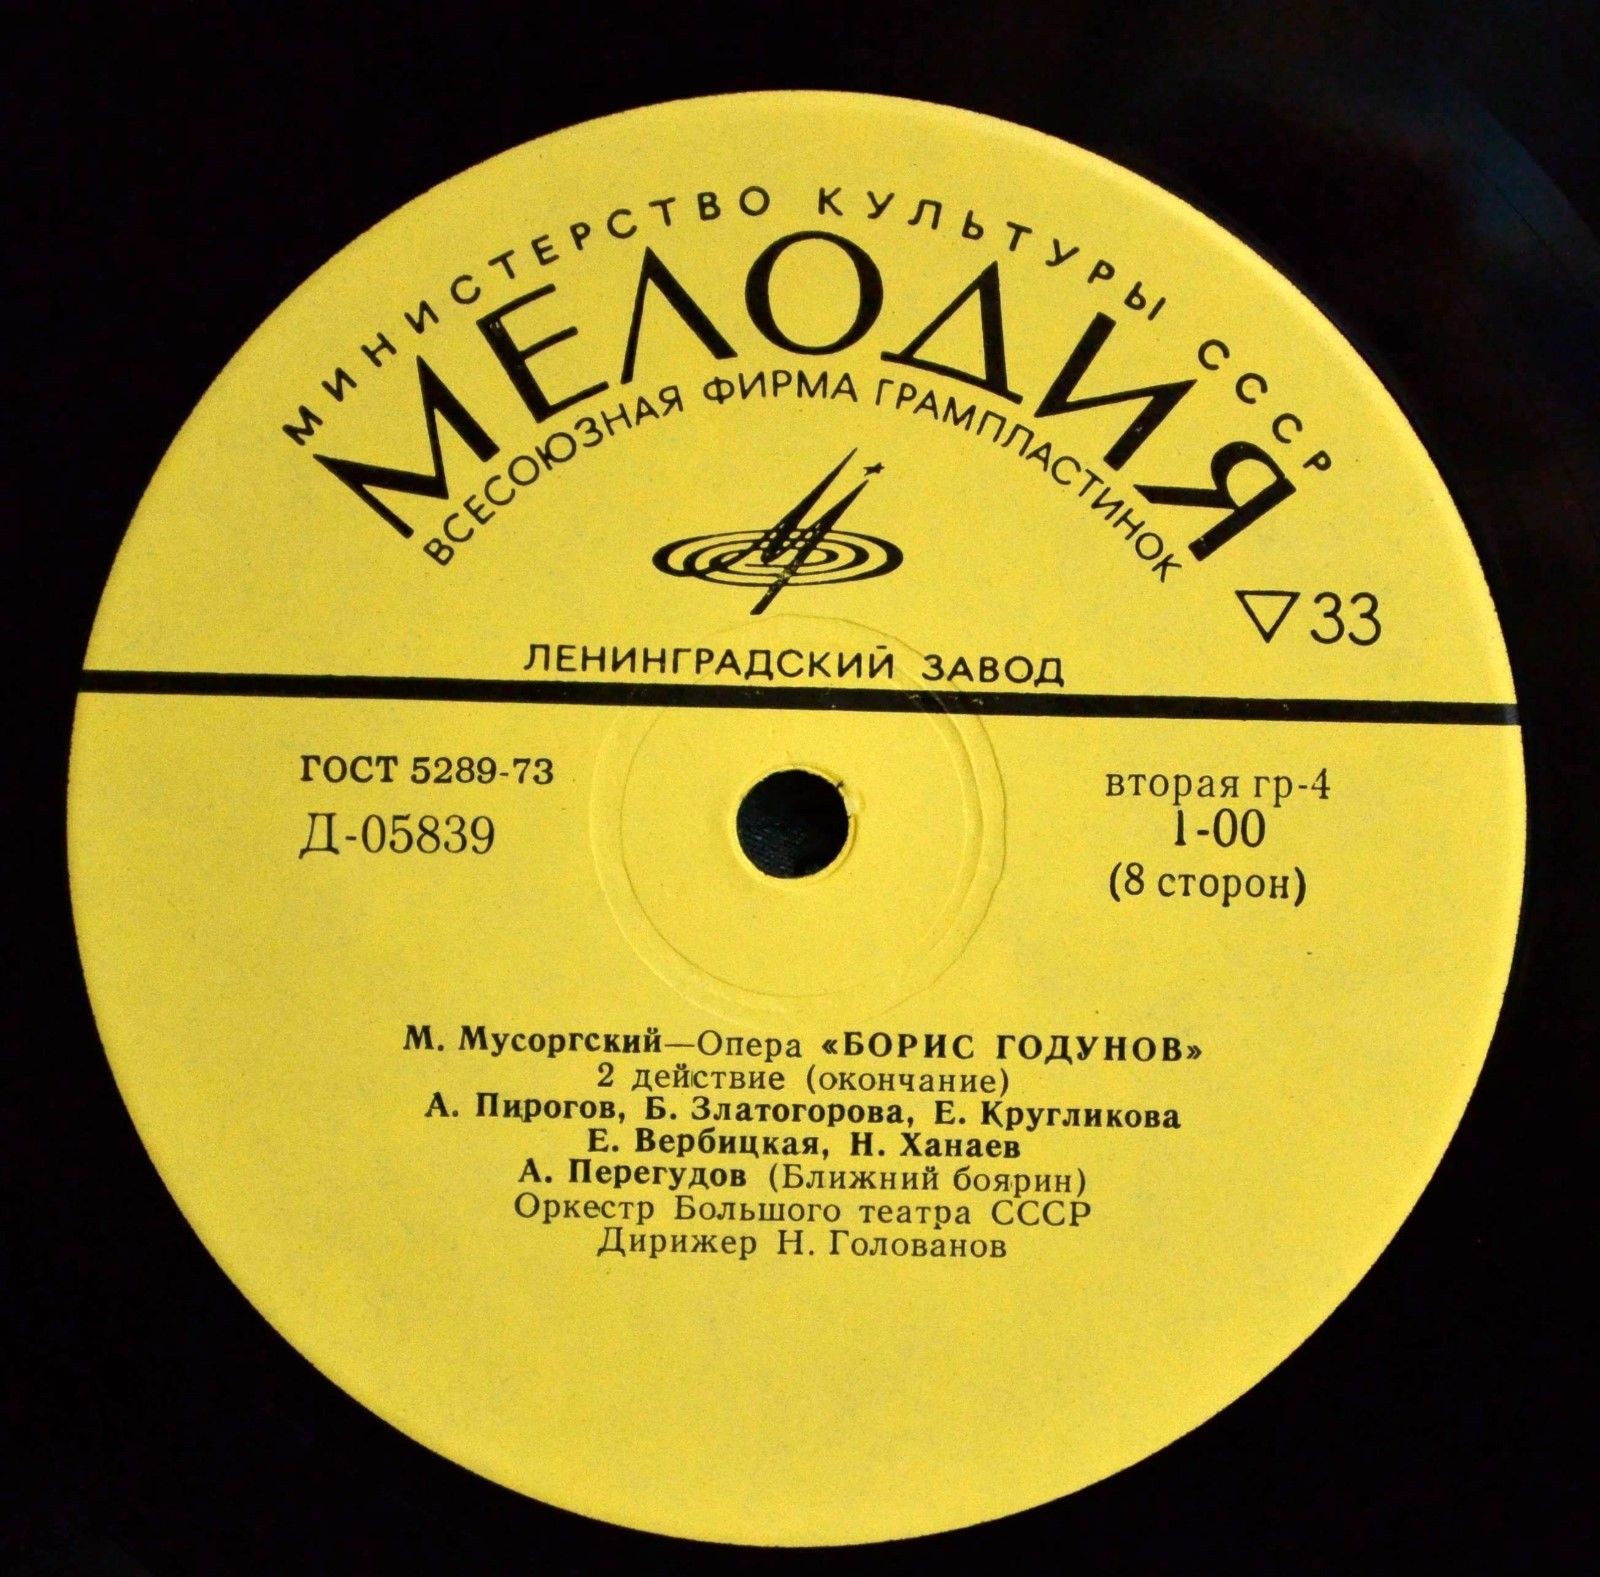 МИНИСТЕРСТВО КУЛЬТУРЫ СССР
МЕЛОДИЯ
ВСЕСОЮЗНАЯ ФИРМА ГРАМПЛАСТИНОК
▽33
ЛЕНИНГРАДСКИЙ ЗАВОД
ГОСТ 5289-73
Д-05839
вторая гр-4
1-00
(8 сторон)
М. Мусоргский—Опера «БОРИС ГОДУНОВ»
2 действие (окончание)
А. Пирогов, Б. Златогорова, Е. Кругликова
Е. Вербицкая, Н. Ханаев
А. Перегудов (Ближний боярин)
Оркестр Большого театра СССР
Дирижер Н. Голованов